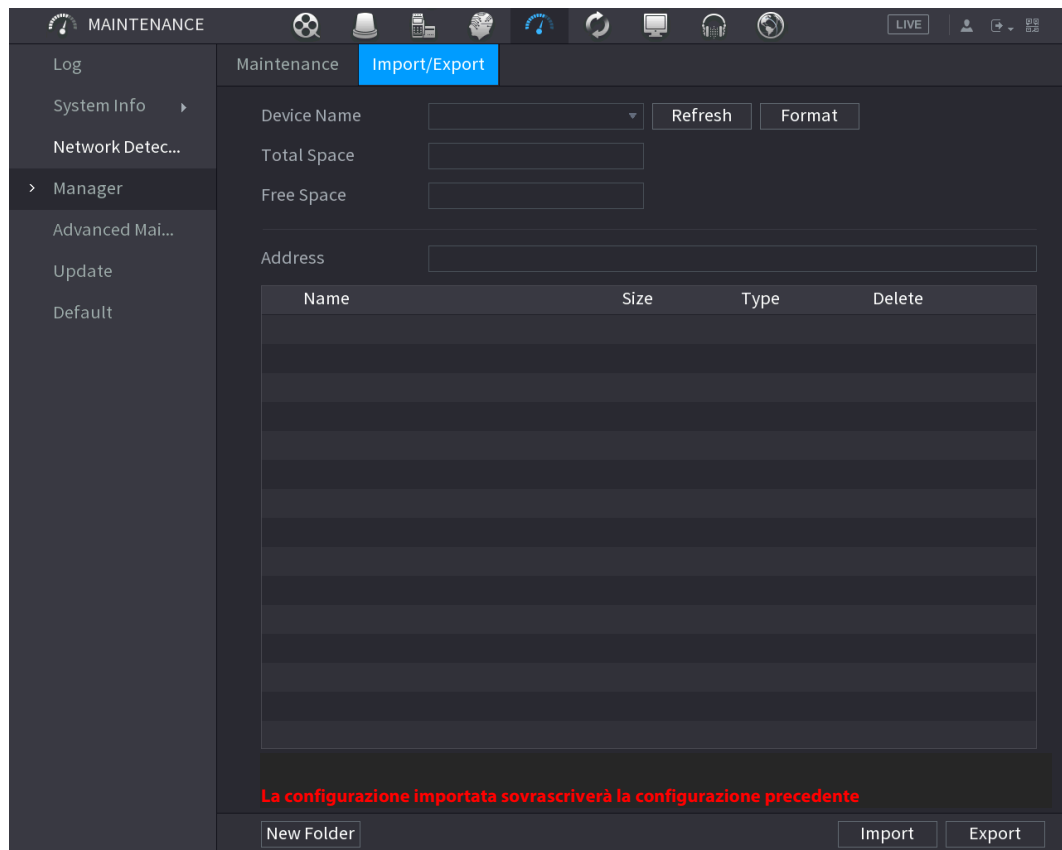 MAINTENANCE
LIVE
Log
Maintenance Import/Export
System Info
Network Detec...
Manager
Advanced Mai...
Update
Default
Device Name Refresh Format
Total Space
Free Space
Address
Name Size Type Delete
La configurazione importata sovrascriverà la configurazione precedente
New Folder Import Export